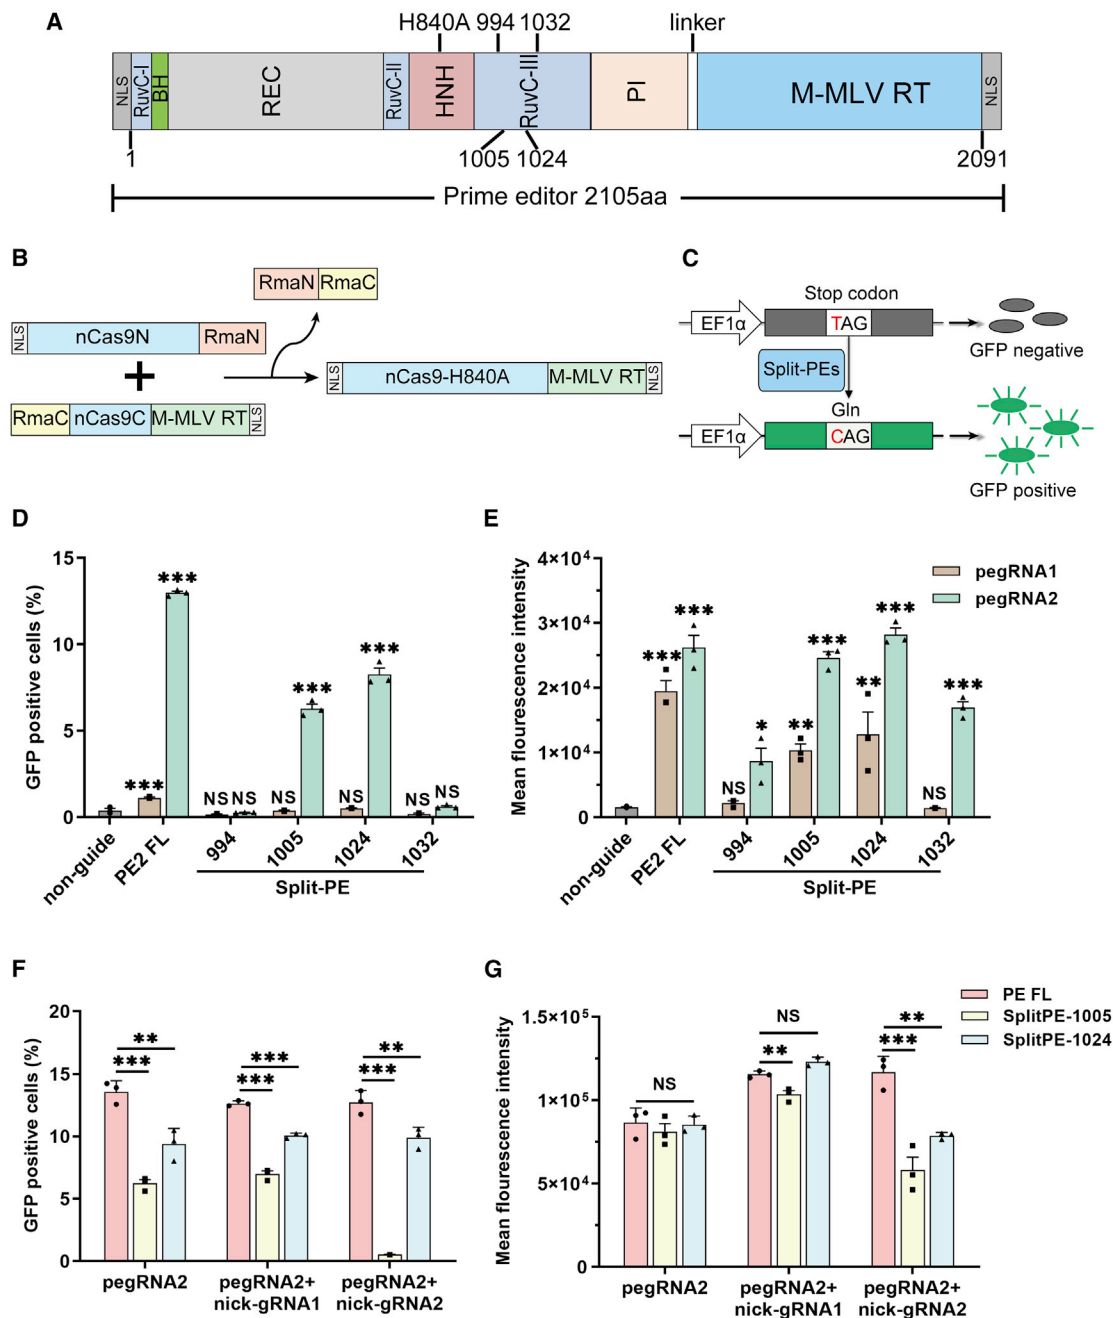 A
H840A 994 1032 linker
NLS RuvC-I BH REC RuvC-II HNH RuvC-III PI M-MLV RT NLS
1 1005 1024 2091
Prime editor 2105aa
B
RmaN RmaC
NLS nCas9N RmaN
+
RmaC nCas9C M-MLV RT NLS
NLS nCas9-H840A M-MLV RT NLS
C
Stop codon
EF1α TAG
GFP negative
Split-PEs
Gln
EF1α CAG
GFP positive
D
GFP positive cells (%)
15
10
5
0
***
***
***
***
NS NS NS NS NS NS
non-guide PE2 FL 994 1005 1024 1032
Split-PE
E
Mean flourescence intensity
4×10⁴
3×10⁴
2×10⁴
1×10⁴
0
pegRNA1
pegRNA2
*** *** NS * ** *** ** *** NS ***
non-guide PE2 FL 994 1005 1024 1032
Split-PE
F
GFP positive cells (%)
20
15
10
5
0
**
***
***
***
**
***
pegRNA2 pegRNA2+ pegRNA2+
nick-gRNA1 nick-gRNA2
G
Mean flourescence intensity
1.5×10⁵
1×10⁵
5×10⁴
0
NS
NS
**
**
***
PE FL
SplitPE-1005
SplitPE-1024
pegRNA2 pegRNA2+ pegRNA2+
nick-gRNA1 nick-gRNA2